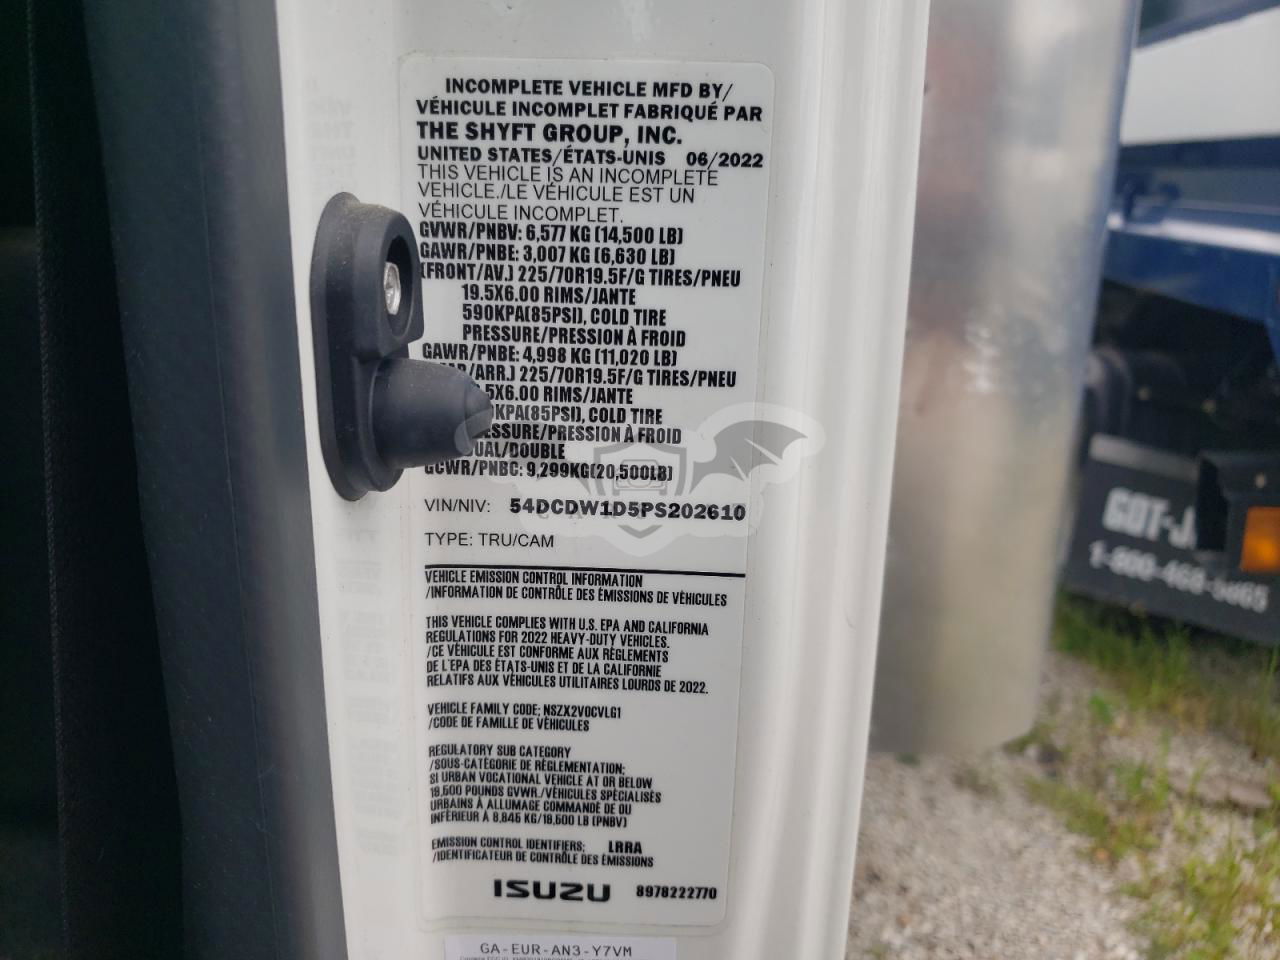 INCOMPLETE VEHICLE MFD BY/
VÉHICULE INCOMPLET FABRIQUÉ PAR
THE SHYFT GROUP, INC.
UNITED STATES/ÉTATS-UNIS 06/2022
THIS VEHICLE IS AN INCOMPLETE
VEHICLE./LE VÉHICULE EST UN
VÉHICULE INCOMPLET.
GVWR/PNBV: 6,577 KG (14,500 LB)
GAWR/PNBE: 3,007 KG (6,630 LB)
(FRONT/AV.) 225/70R19.5F/G TIRES/PNEU
19.5X6.00 RIMS/JANTE
590KPA(85PSI), COLD TIRE
PRESSURE/PRESSION À FROID
GAWR/PNBE: 4,998 KG (11,020 LB)
/ARR.) 225/70R19.5F/G TIRES/PNEU
.5X6.00 RIMS/JANTE
KPA(85PSI), COLD TIRE
ESSURE/PRESSION À FROID
UAL/DOUBLE
GCWR/PNBC: 9,299KG(20,500LB)
VIN/NIV: 54DCDW1D5PS202610
TYPE: TRU/CAM
VEHICLE EMISSION CONTROL INFORMATION
/INFORMATION DE CONTRÔLE DES ÉMISSIONS DE VÉHICULES
THIS VEHICLE COMPLIES WITH U.S. EPA AND CALIFORNIA
REGULATIONS FOR 2022 HEAVY-DUTY VEHICLES.
/CE VÉHICULE EST CONFORME AUX RÈGLEMENTS
DE L'EPA DES ÉTATS-UNIS ET DE LA CALIFORNIE
RELATIFS AUX VÉHICULES UTILITAIRES LOURDS DE 2022.
VEHICLE FAMILY CODE: NSZX2VOCVLG1
/CODE DE FAMILLE DE VÉHICULES
REGULATORY SUB CATEGORY
/SOUS-CATÉGORIE DE RÉGLEMENTATION:
SI URBAN VOCATIONAL VEHICLE AT OR BELOW
19,500 POUNDS GVWR./VÉHICULES SPÉCIALISÉS
URBAINS À ALLUMAGE COMMANDÉ DE OU
INFÉRIEUR À 8,845 KG/19,500 LB (PNBV)
EMISSION CONTROL IDENTIFIERS: LRRA
/IDENTIFICATEUR DE CONTRÔLE DES ÉMISSIONS
ISUZU 8978222770
GA-EUR-AN3-Y7VM
GOT-J
1-800-468-5865